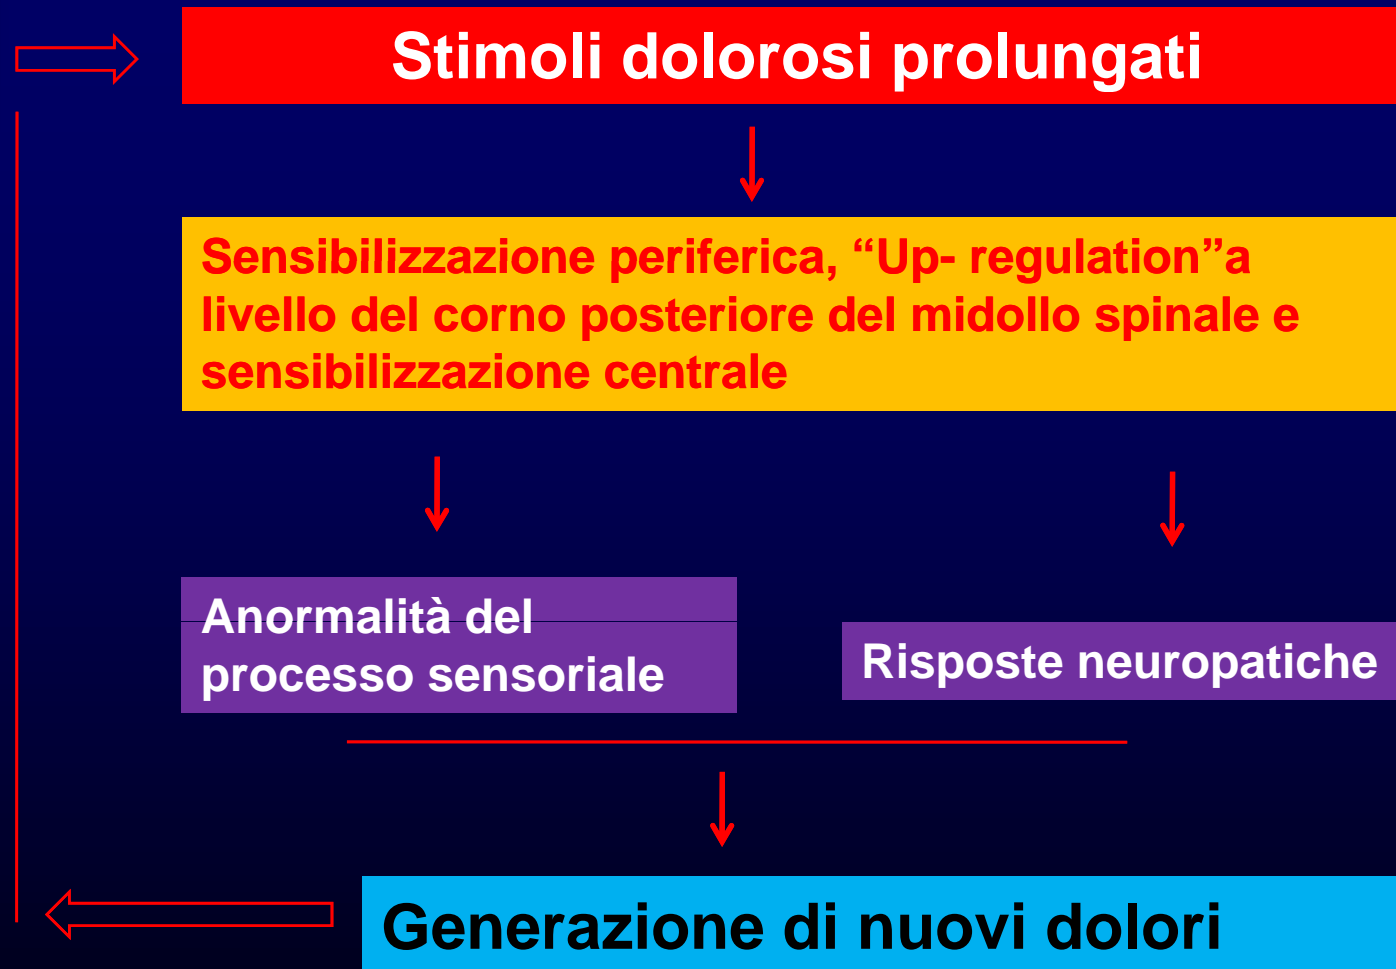 Stimoli dolorosi prolungati
Sensibilizzazione periferica, “Up- regulation”a
livello del corno posteriore del midollo spinale e
sensibilizzazione centrale
Anormalità del
processo sensoriale
Risposte neuropatiche
Generazione di nuovi dolori